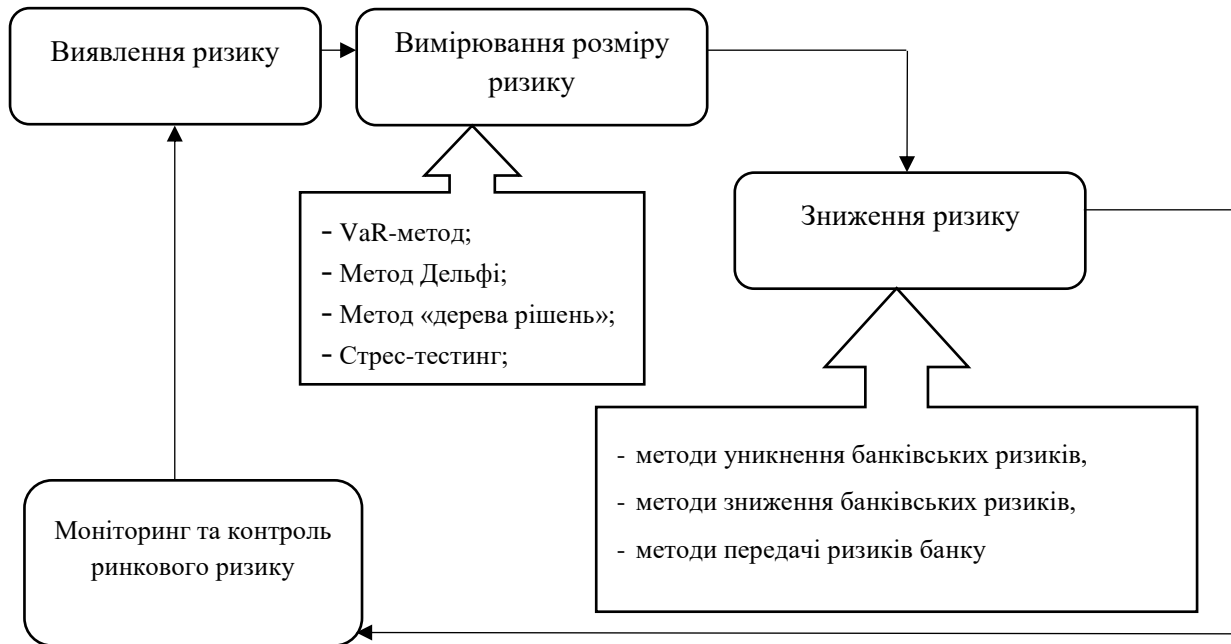 Виявлення ризику
Вимірювання розміру
ризику
- VaR-метод;
- Метод Дельфі;
- Метод «дерева рішень»;
- Стрес-тестинг;
Зниження ризику
- методи уникнення банківських ризиків,
- методи зниження банківських ризиків,
- методи передачі ризиків банку
Моніторинг та контроль
ринкового ризику